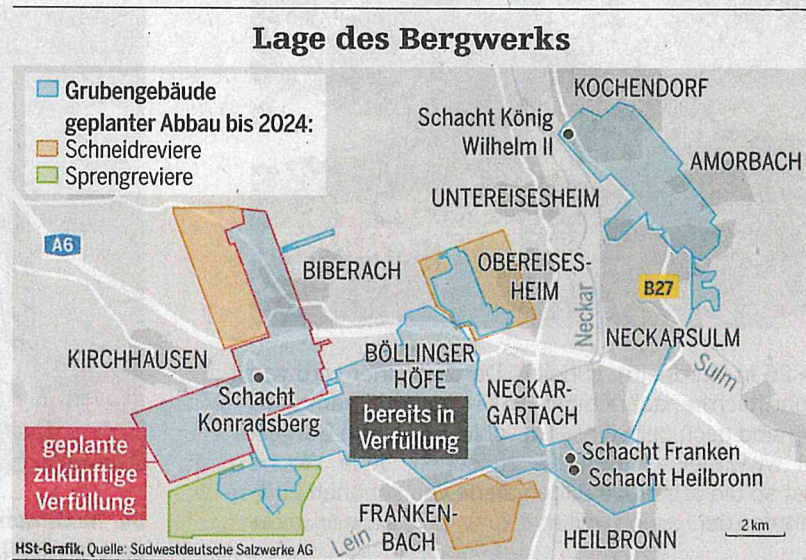 Lage des Bergwerks
Grubengebäude
geplanter Abbau bis 2024:
Schneidreviere
Sprengreviere
KOCHENDORF
Schacht König
Wilhelm II
AMORBACH
UNTEREISESHEIM
A6
BIBERACH
OBEREISES-
HEIM
B27
Neckar
NECKARSULM
Sulm
KIRCHHAUSEN
BÖLLINGER
HÖFE
Schacht
Konradsberg
NECKAR-
GARTACH
bereits in
Verfüllung
geplante
zukünftige
Verfüllung
Schacht Franken
Schacht Heilbronn
FRANKEN-
BACH
Lein
HEILBRONN
2 km
HSt-Grafik, Quelle: Südwestdeutsche Salzwerke AG